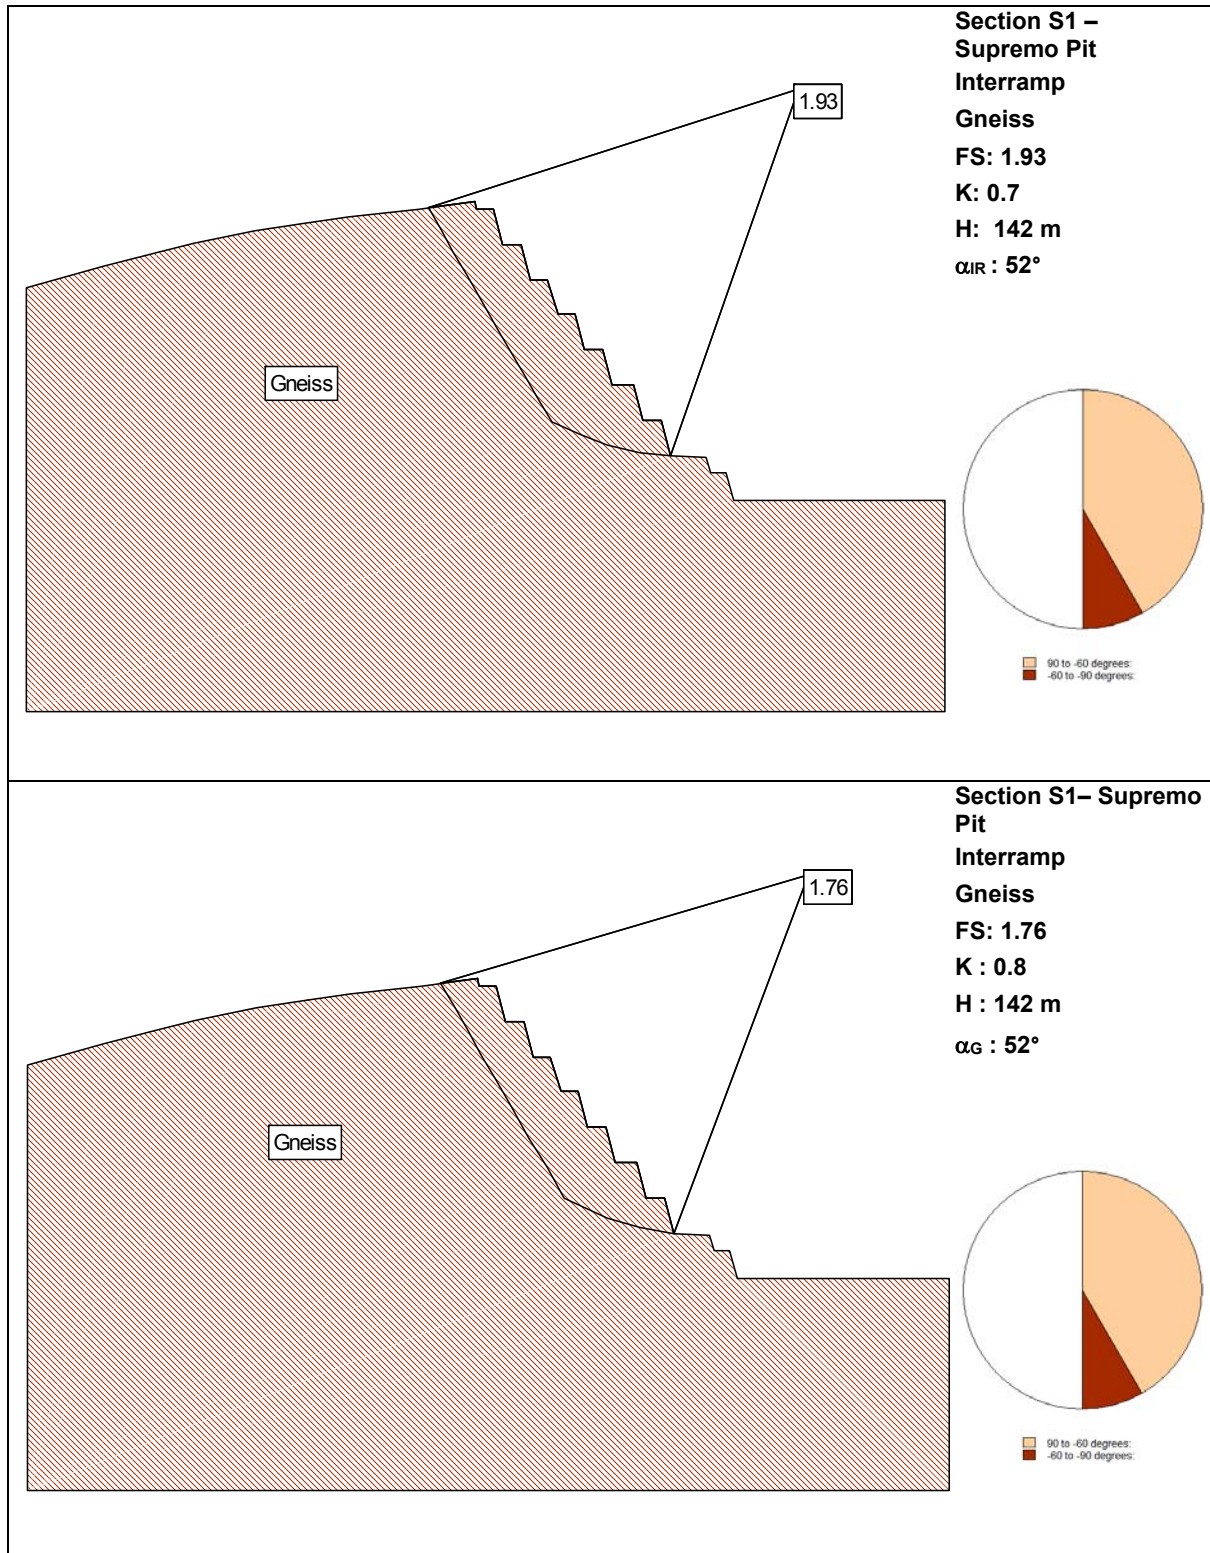 Section S1 –
Supremo Pit
Interramp
Gneiss
FS: 1.93
K: 0.7
H: 142 m
αIR : 52°
1.93
Gneiss
90 to -60 degrees:
-60 to -90 degrees:
Section S1– Supremo
Pit
Interramp
Gneiss
FS: 1.76
K : 0.8
H : 142 m
αG : 52°
1.76
Gneiss
90 to -60 degrees:
-60 to -90 degrees: